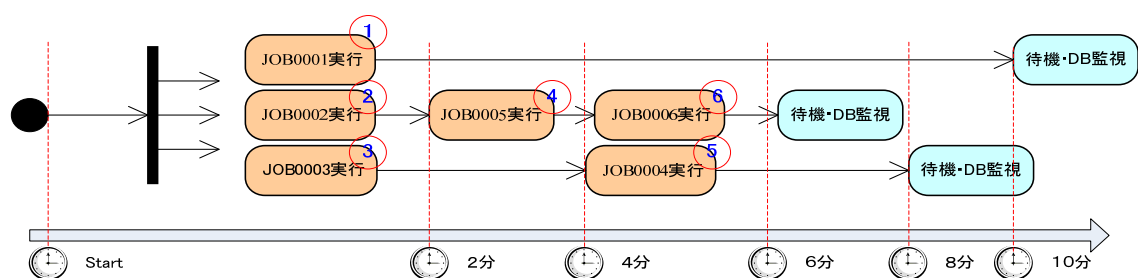 1
JOB0001実行
待機・DB監視
2
JOB0002実行
4
JOB0005実行
6
JOB0006実行
待機・DB監視
3
JOB0003実行
5
JOB0004実行
待機・DB監視
Start
2分
4分
6分
8分
10分